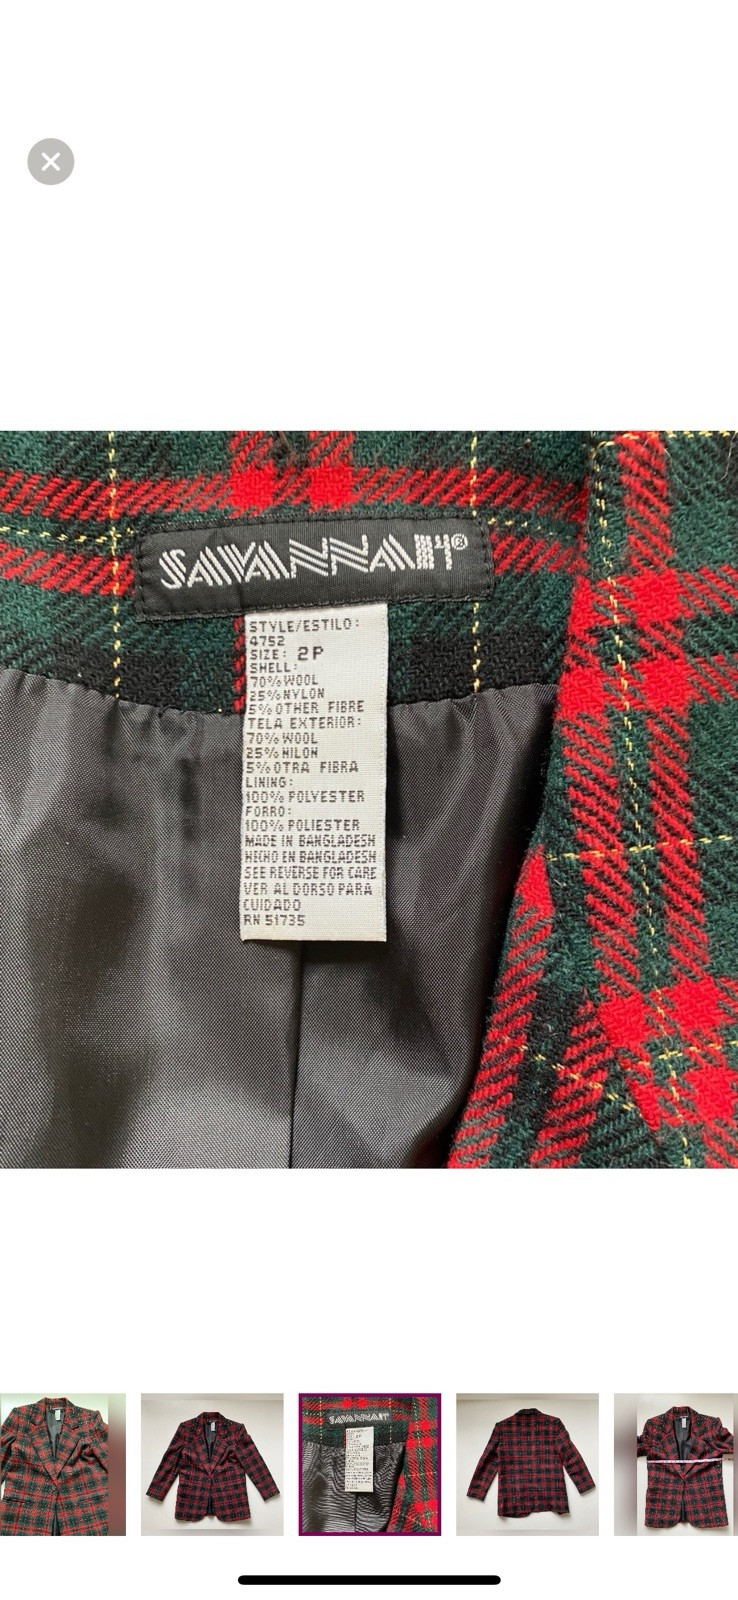 SAVANNAH®
STYLE/ESTILO:
4752
SIZE: 2P
SHELL:
70% WOOL
25% NYLON
5% OTHER FIBRE
TELA EXTERIOR:
70% WOOL
25% NILON
5% OTRA FIBRA
LINING:
100% POLYESTER
FORRO:
100% POLIESTER
MADE IN BANGLADESH
HECHO EN BANGLADESH
SEE REVERSE FOR CARE
VER AL DORSO PARA
CUIDADO
RN 51735
SAVANNAH